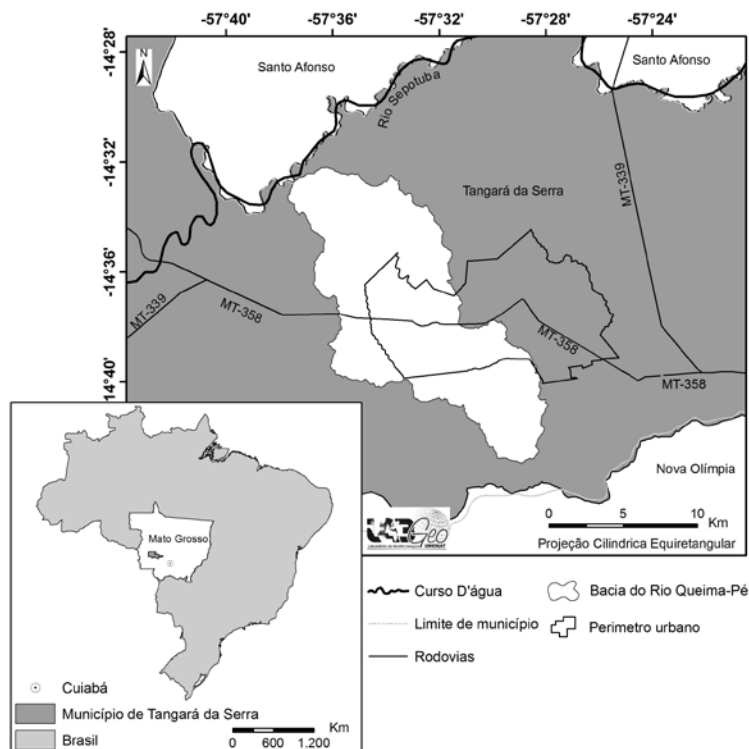 -57°40'
-57°36'
-57°32'
-57°28'
-57°24'
-14°28'
-14°32'
-14°36'
-14°40'
N
Santo Afonso
Santo Afonso
Rio Sepotuba
Tangará da Serra
MT-339
MT-339
MT-358
MT-358
MT-358
Nova Olímpia
Geo
0 5 10
Km
Projeção Cilindrica Equiretangular
Mato Grosso
Cuiabá
Município de Tangará da Serra
Brasil
Km
0 600 1.200
Curso D'água
Limite de município
Rodovias
Bacia do Rio Queima-Pé
Perimetro urbano